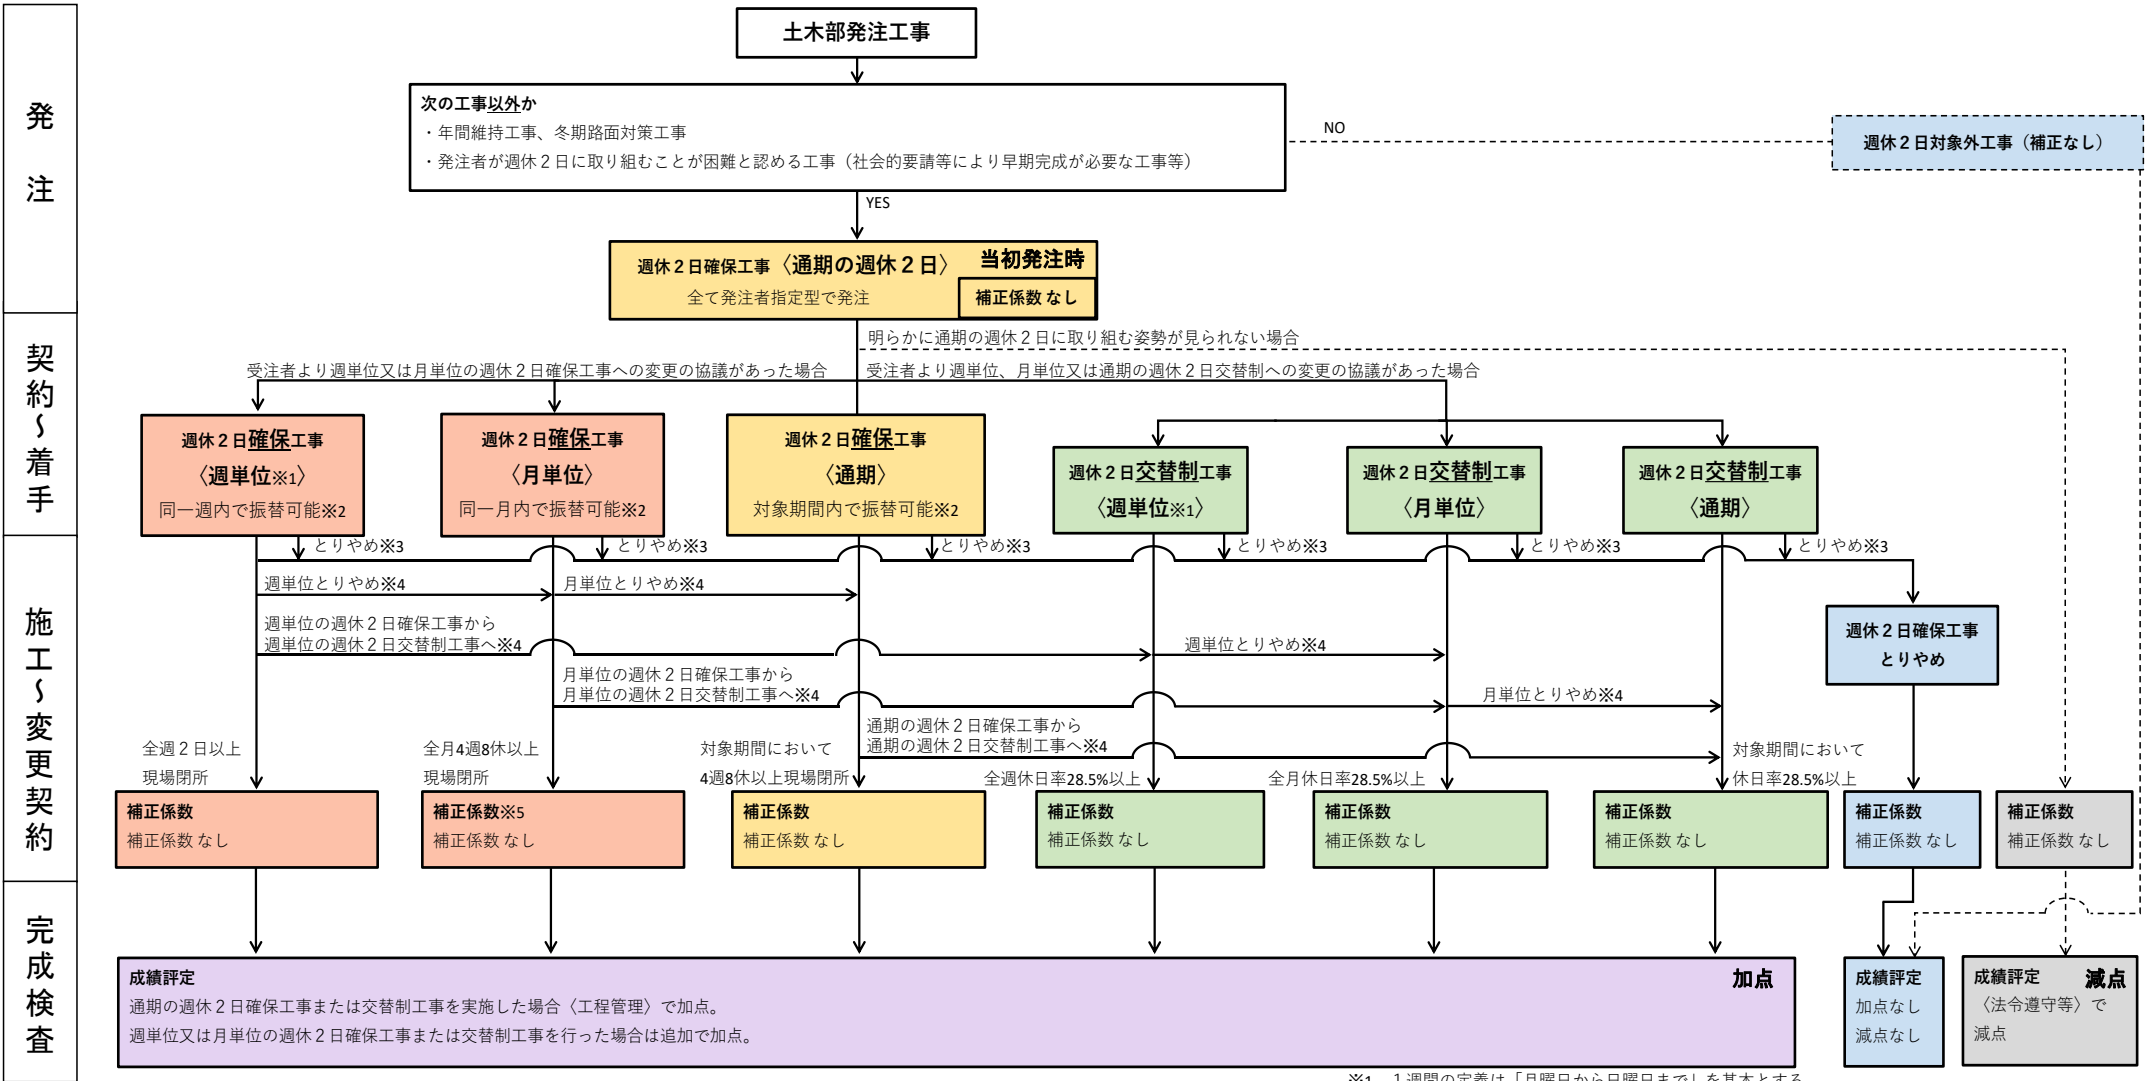 発注
契約～着手
施工～変更契約
完成検査
土木部発注工事
次の工事以外か
・年間維持工事、冬期路面対策工事
・発注者が週休２日に取り組むことが困難と認める工事（社会的要請等により早期完成が必要な工事等）
NO
週休２日対象外工事（補正なし）
YES
週休２日確保工事〈通期の週休２日〉
当初発注時
全て発注者指定型で発注
補正係数 なし
明らかに通期の週休２日に取り組む姿勢が見られない場合
受注者より週単位又は月単位の週休２日確保工事への変更の協議があった場合
受注者より週単位、月単位又は通期の週休２日交替制への変更の協議があった場合
週休２日確保工事
〈週単位※1〉
同一週内で振替可能※2
週休２日確保工事
〈月単位〉
同一月内で振替可能※2
週休２日確保工事
〈通期〉
対象期間内で振替可能※2
週休２日交替制工事
〈週単位※1〉
週休２日交替制工事
〈月単位〉
週休２日交替制工事
〈通期〉
とりやめ※3
とりやめ※3
とりやめ※3
とりやめ※3
とりやめ※3
とりやめ※3
週単位とりやめ※4
月単位とりやめ※4
週単位の週休２日確保工事から
週単位の週休２日交替制工事へ※4
週単位とりやめ※4
週休２日確保工事
とりやめ
月単位の週休２日確保工事から
月単位の週休２日交替制工事へ※4
月単位とりやめ※4
通期の週休２日確保工事から
通期の週休２日交替制工事へ※4
全週２日以上
現場閉所
全月4週8休以上
現場閉所
対象期間において
4週8休以上現場閉所
全週休日率28.5%以上
全月休日率28.5%以上
対象期間において
休日率28.5%以上
補正係数
補正係数 なし
補正係数※5
補正係数 なし
補正係数
補正係数 なし
補正係数
補正係数 なし
補正係数
補正係数 なし
補正係数
補正係数 なし
補正係数
補正係数 なし
補正係数
補正係数 なし
成績評定
加点
通期の週休２日確保工事または交替制工事を実施した場合〈工程管理〉で加点。
週単位又は月単位の週休２日確保工事または交替制工事を行った場合は追加で加点。
成績評定
加点なし
減点なし
成績評定
減点
〈法令遵守等〉で
減点
※1　１週間の定義は「月曜日から日曜日まで」を基本とする